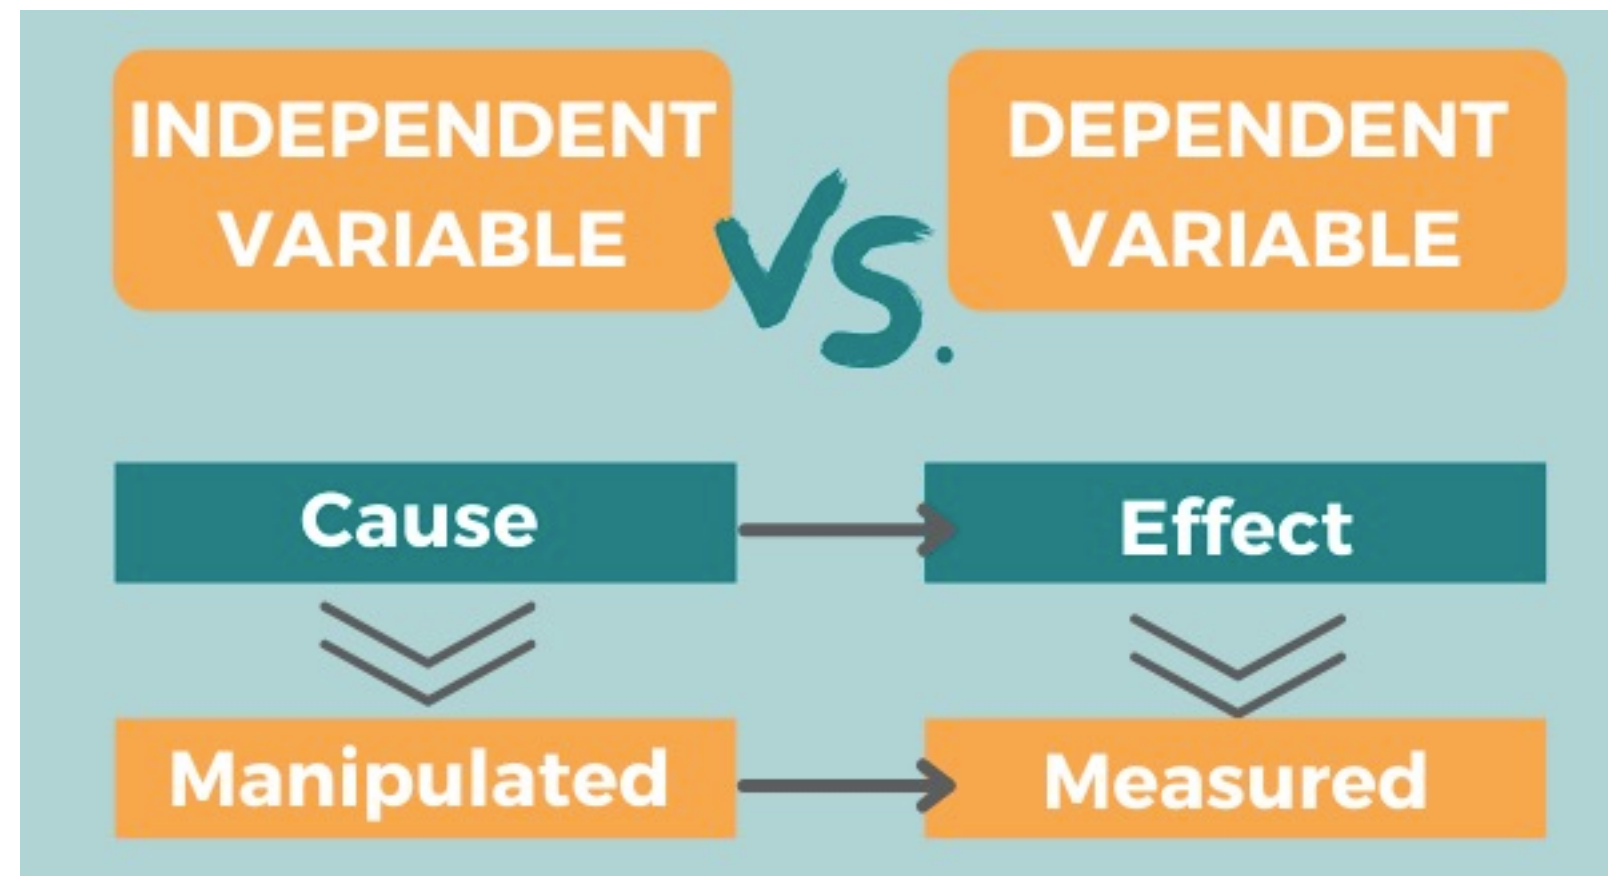 INDEPENDENT
VARIABLE
VS.
DEPENDENT
VARIABLE
Cause
Effect
Manipulated
Measured